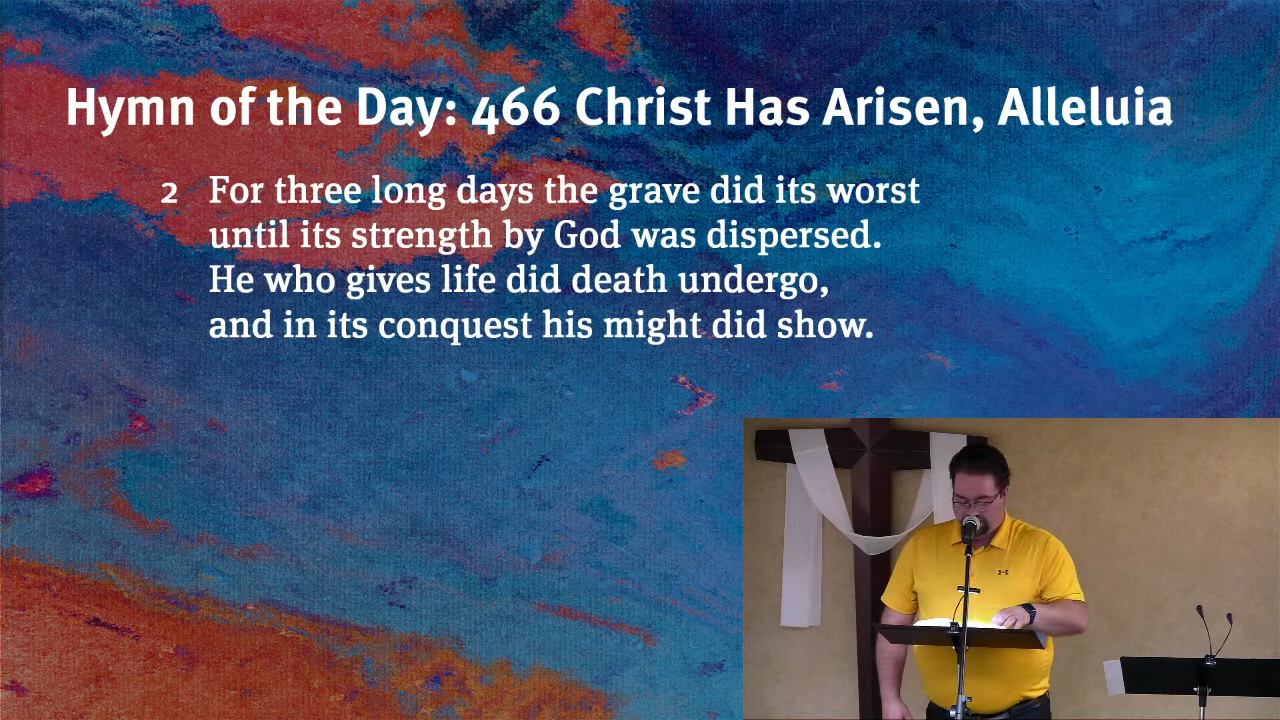 Hymn of the Day: 466 Christ Has Arisen, Alleluia
2 For three long days the grave did its worst
until its strength by God was dispersed.
He who gives life did death undergo,
and in its conquest his might did show.